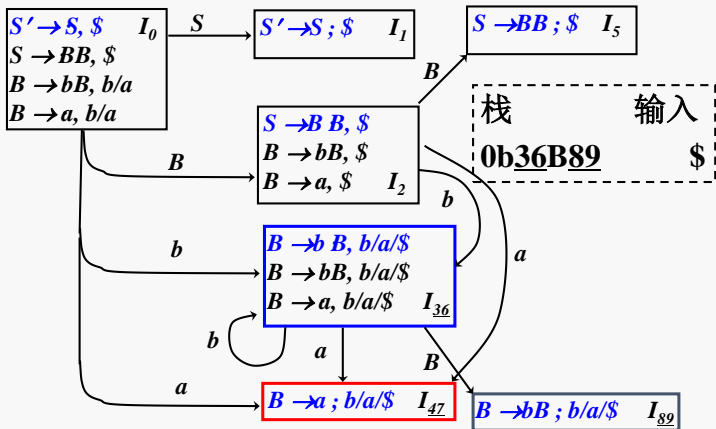 S′→S, $ I0
S→BB, $
B→bB, b/a
B→a, b/a
S
S′→S ; $ I1
S→BB ; $ I5
B
栈 输入
0b36B89 $
S→B B, $
B→bB, $
B→a, $ I2
B
b
a
B→b B, b/a/$
B→bB, b/a/$
B→a, b/a/$ I36
b
b
a
B
a
B→a ; b/a/$ I47
B→bB ; b/a/$ I89